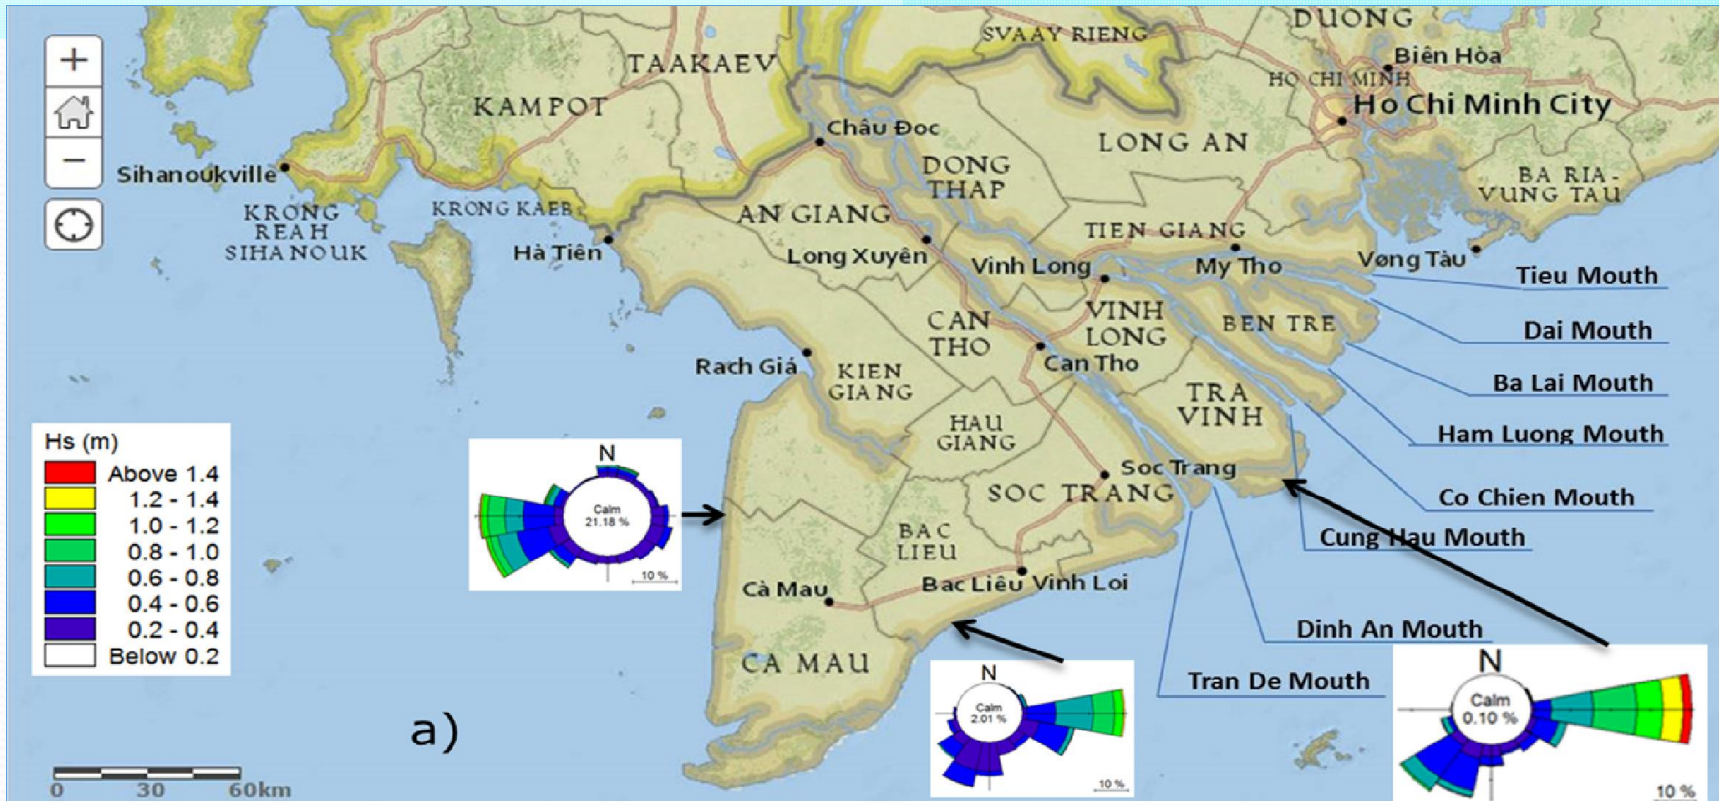 DUONG
SVAAY RIENG
Biên Hòa
TAAKAEV
HO CHI MINH
KAMPOT
Ho Chi Minh City
Châu Đoc
LONG AN
Sihanoukville
DONG
THAP
BA RIA-
VUNG TAU
KRONG
REAH
SIHANOUK
KRONG KAEB
AN GIANG
TIEN GIANG
Hà Tiên
Long Xuyên
Vinh Long
My Tho
Vøng Tàu
Tieu Mouth
CAN
THO
VINH
LONG
BEN TRE
Dai Mouth
Rach Giá
KIEN
GIANG
Can Tho
Ba Lai Mouth
TRA
VINH
HAU
GIANG
Ham Luong Mouth
Hs (m)
Above 1.4
1.2 - 1.4
1.0 - 1.2
0.8 - 1.0
0.6 - 0.8
0.4 - 0.6
0.2 - 0.4
Below 0.2
N
Calm
21.18 %
10 %
Soc Trang
SOC TRANG
Co Chien Mouth
BAC
LIEU
Cung Hau Mouth
Cà Mau
Bac Liêu
Vinh Loi
Dinh An Mouth
CA MAU
Tran De Mouth
N
Calm
2.01 %
10 %
N
Calm
0.10 %
10 %
a)
0 30 60km